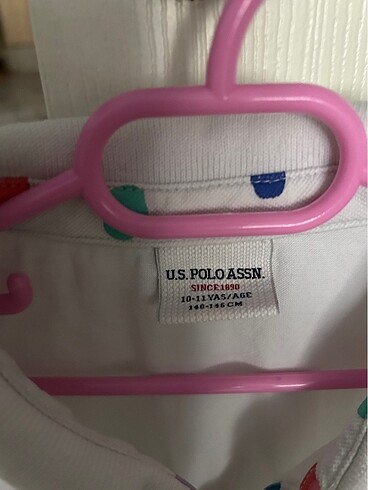 U.S. POLO ASSN.
SINCE 1890
10-11 YAS/AGE
140-146 CM